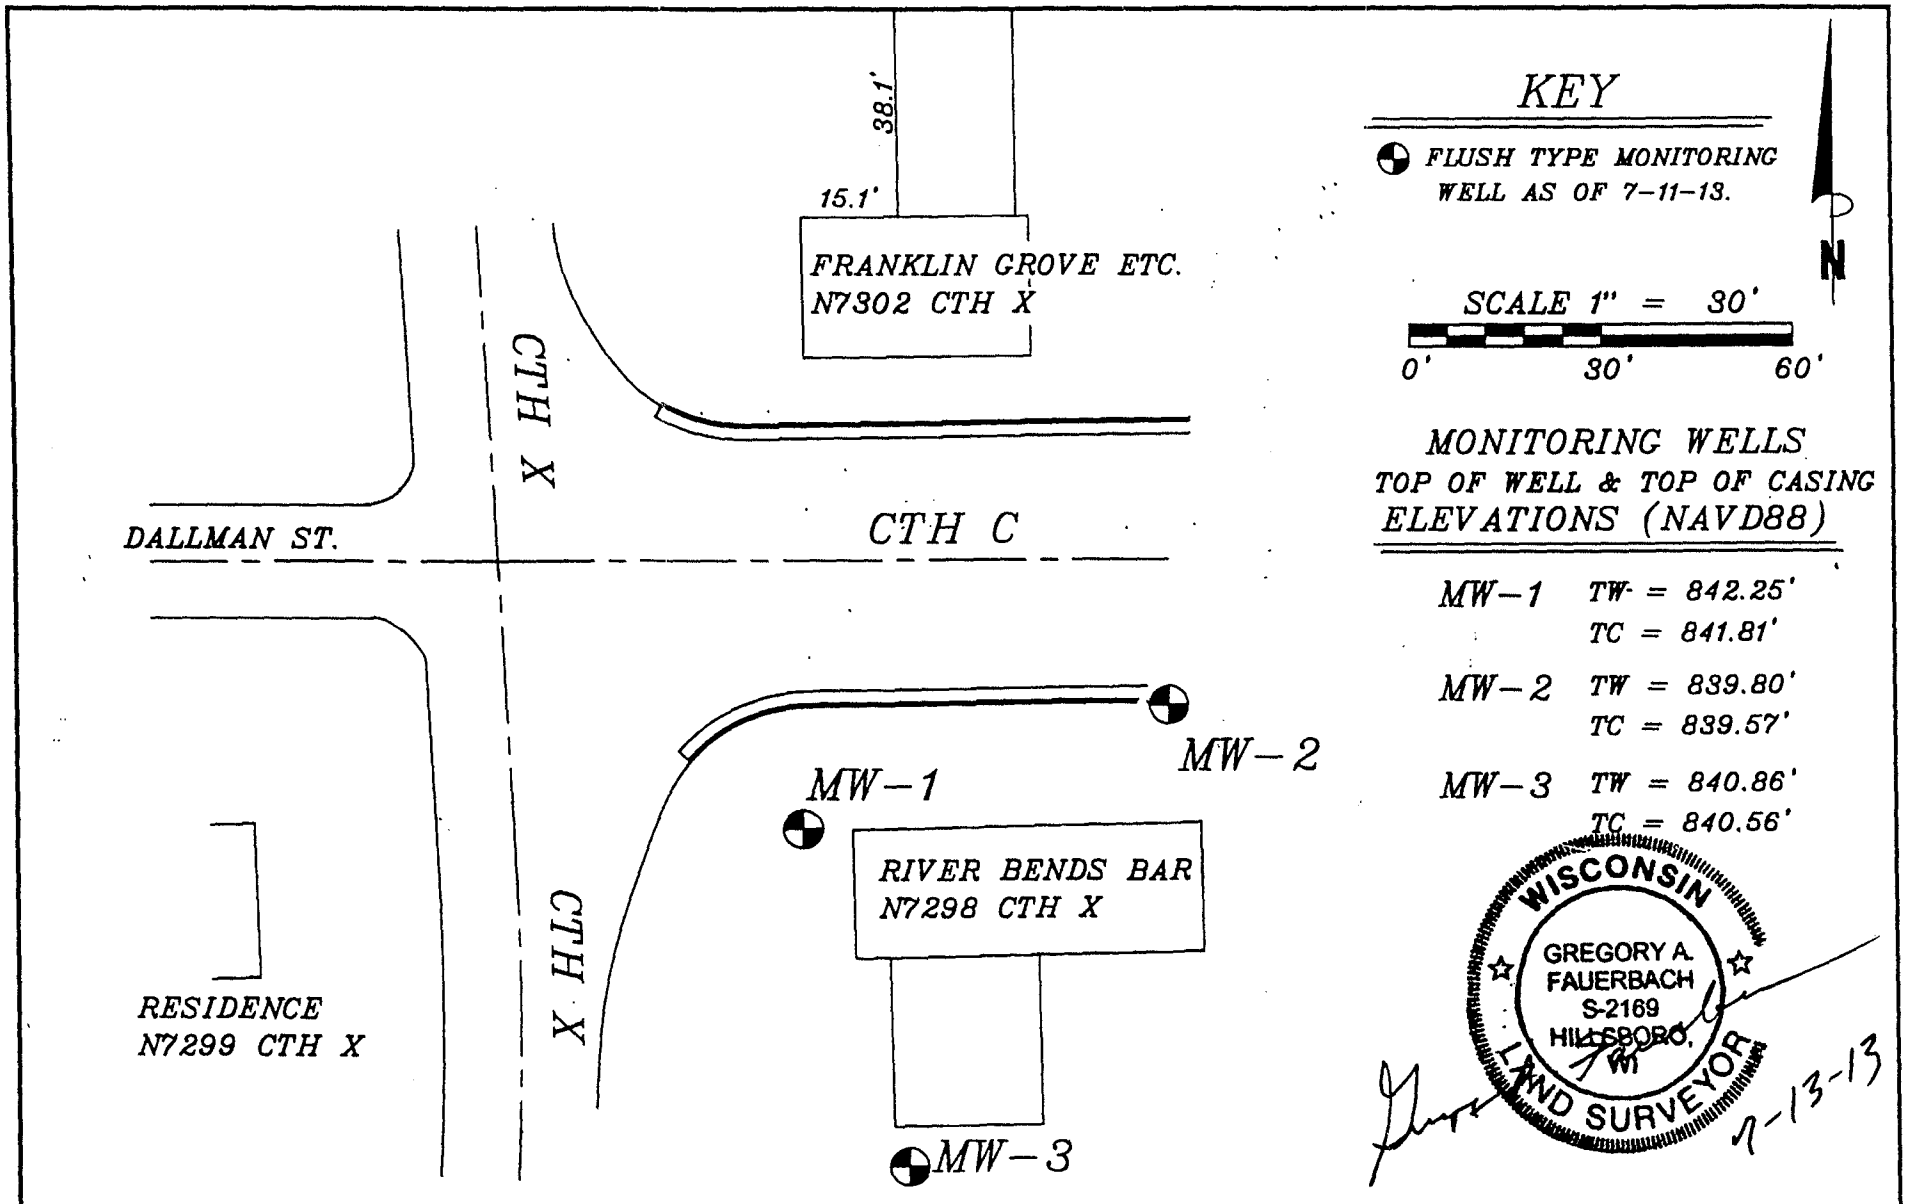 38.1'
15.1'
FRANKLIN GROVE ETC.
N7302 CTH X
CTH X
DALLMAN ST.
CTH C
MW-1
MW-2
RIVER BENDS BAR
N7298 CTH X
CTH X
RESIDENCE
N7299 CTH X
MW-3
KEY
FLUSH TYPE MONITORING
WELL AS OF 7-11-13.
N
SCALE 1" = 30'
0' 30' 60'
MONITORING WELLS
TOP OF WELL & TOP OF CASING
ELEVATIONS (NAVD88)
MW-1 TW = 842.25'
TC = 841.81'
MW-2 TW = 839.80'
TC = 839.57'
MW-3 TW = 840.86'
TC = 840.56'
WISCONSIN
GREGORY A.
FAUERBACH
S-2169
HILLSBORO,
WI
LAND SURVEYOR
7-13-13